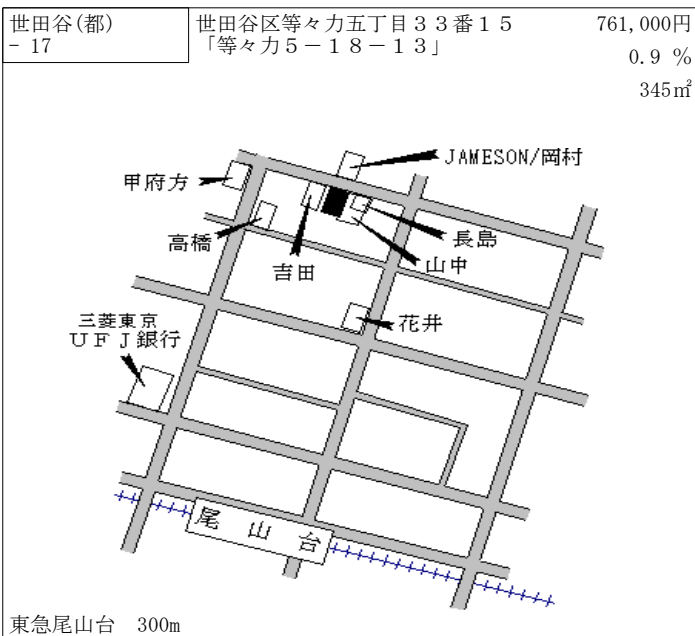 世田谷(都)
- 17
世田谷区等々力五丁目３３番１５
「等々力５－１８－１３」
761,000円
0.9 %
345㎡
JAMESON/岡村
甲府方
高橋
吉田
長島
山中
花井
三菱東京
ＵＦＪ銀行
尾 山 台
東急尾山台　300m